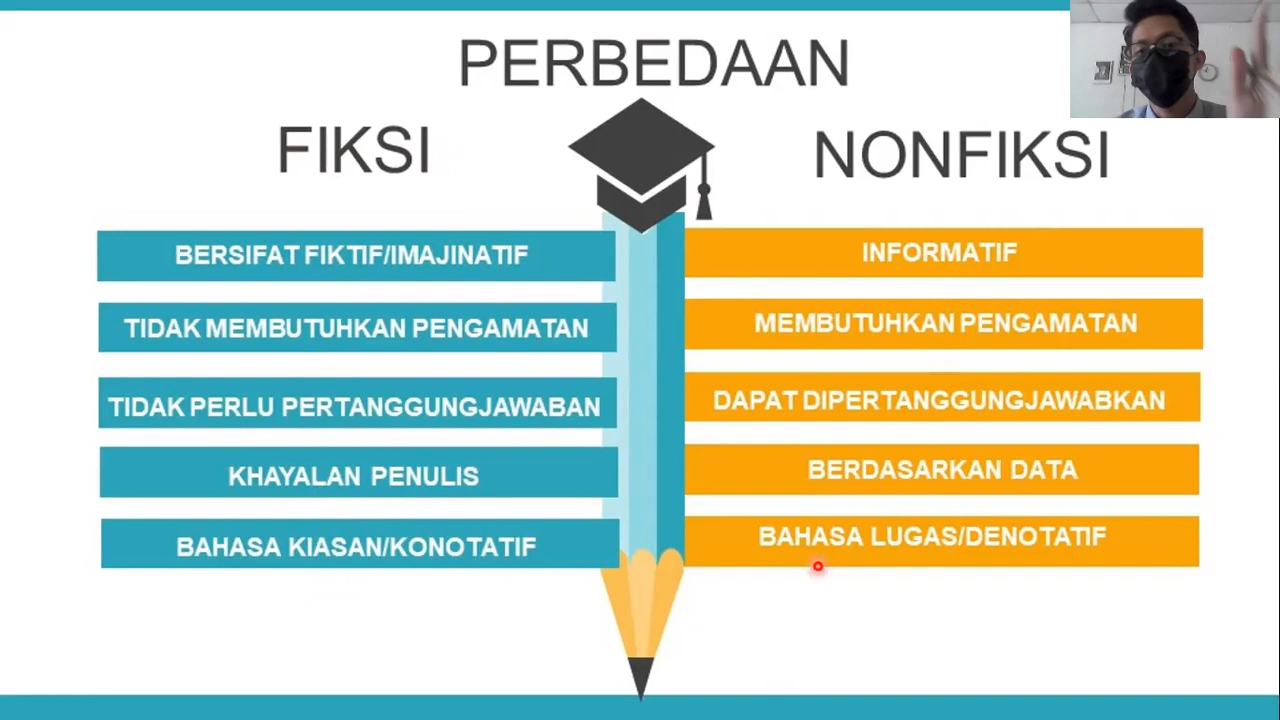 PERBEDAAN
FIKSI
NONFIKSI
BERSIFAT FIKTIF/IMAJINATIF
INFORMATIF
TIDAK MEMBUTUHKAN PENGAMATAN
MEMBUTUHKAN PENGAMATAN
TIDAK PERLU PERTANGGUNGJAWABAN
DAPAT DIPERTANGGUNGJAWABKAN
KHAYALAN PENULIS
BERDASARKAN DATA
BAHASA KIASAN/KONOTATIF
BAHASA LUGAS/DENOTATIF